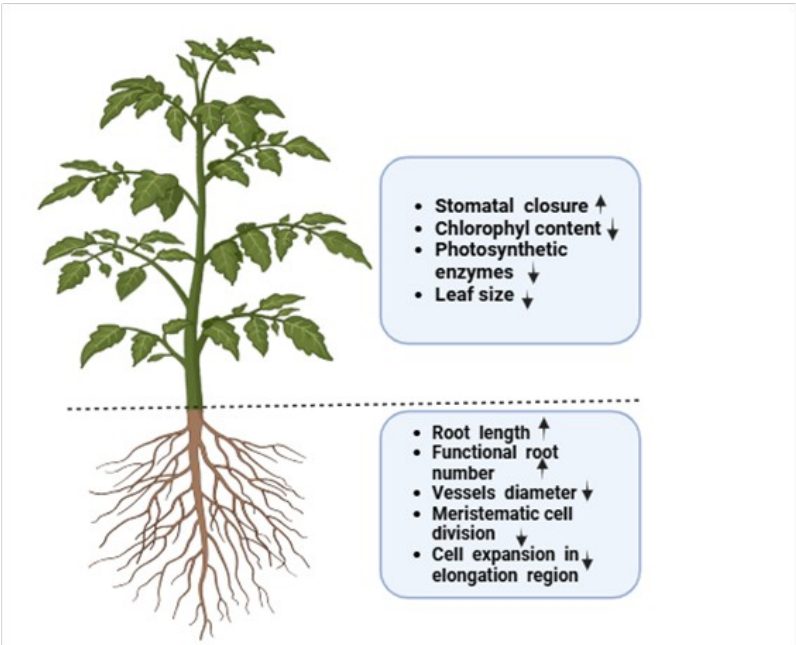 • Stomatal closure ↑
• Chlorophyl content ↓
• Photosynthetic
enzymes ↓
• Leaf size ↓
• Root length ↑
• Functional root
number ↑
• Vessels diameter ↓
• Meristematic cell
division ↓
• Cell expansion in ↓
elongation region